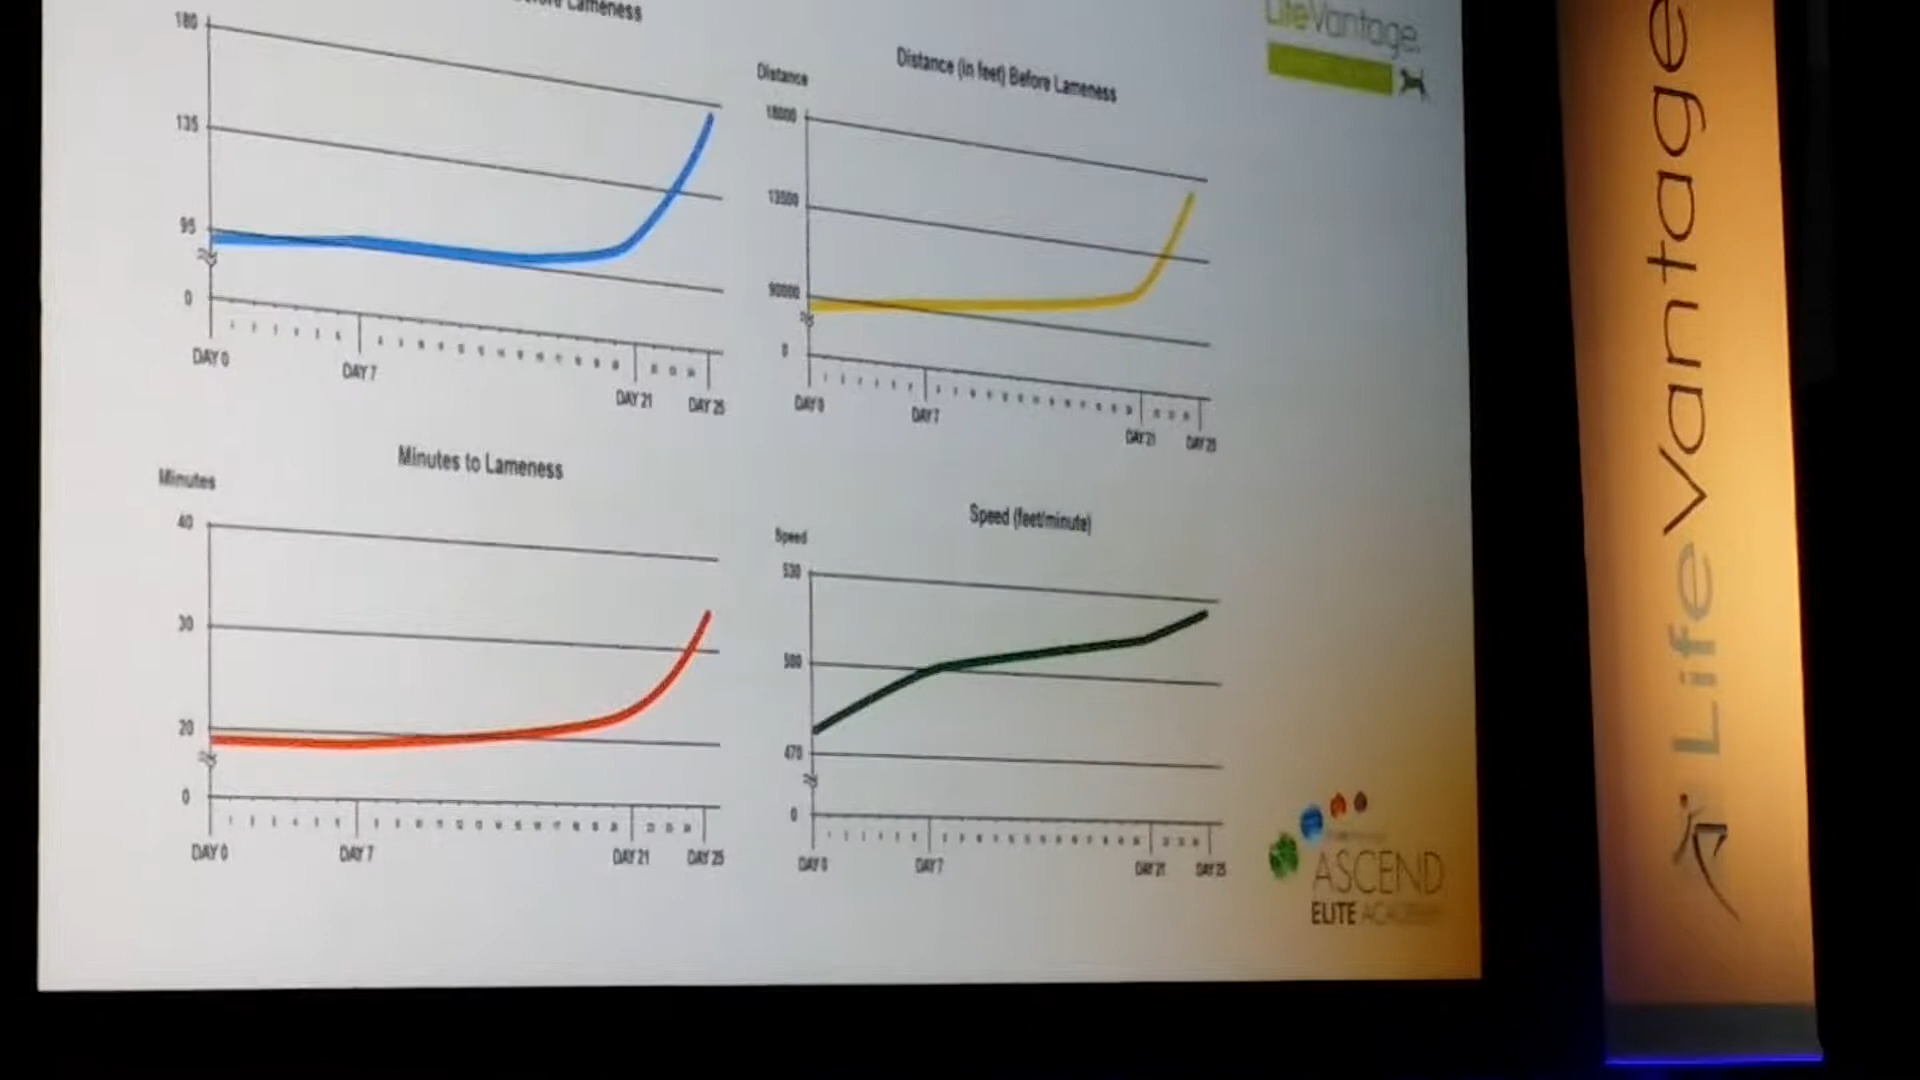 Before Lameness
180
135
95
0
DAY 0
DAY 7
DAY 21
DAY 25
Distance (in feet) Before Lameness
Distance
18000
13500
90000
0
DAY 0
DAY 7
DAY 21
DAY 25
Minutes to Lameness
Minutes
40
30
20
0
DAY 0
DAY 7
DAY 21
DAY 25
Speed (feet/minute)
Speed
530
500
470
0
DAY 0
DAY 7
DAY 21
DAY 25
LifeVantage
ASCEND
ELITE ACADEMY
LifeVantage